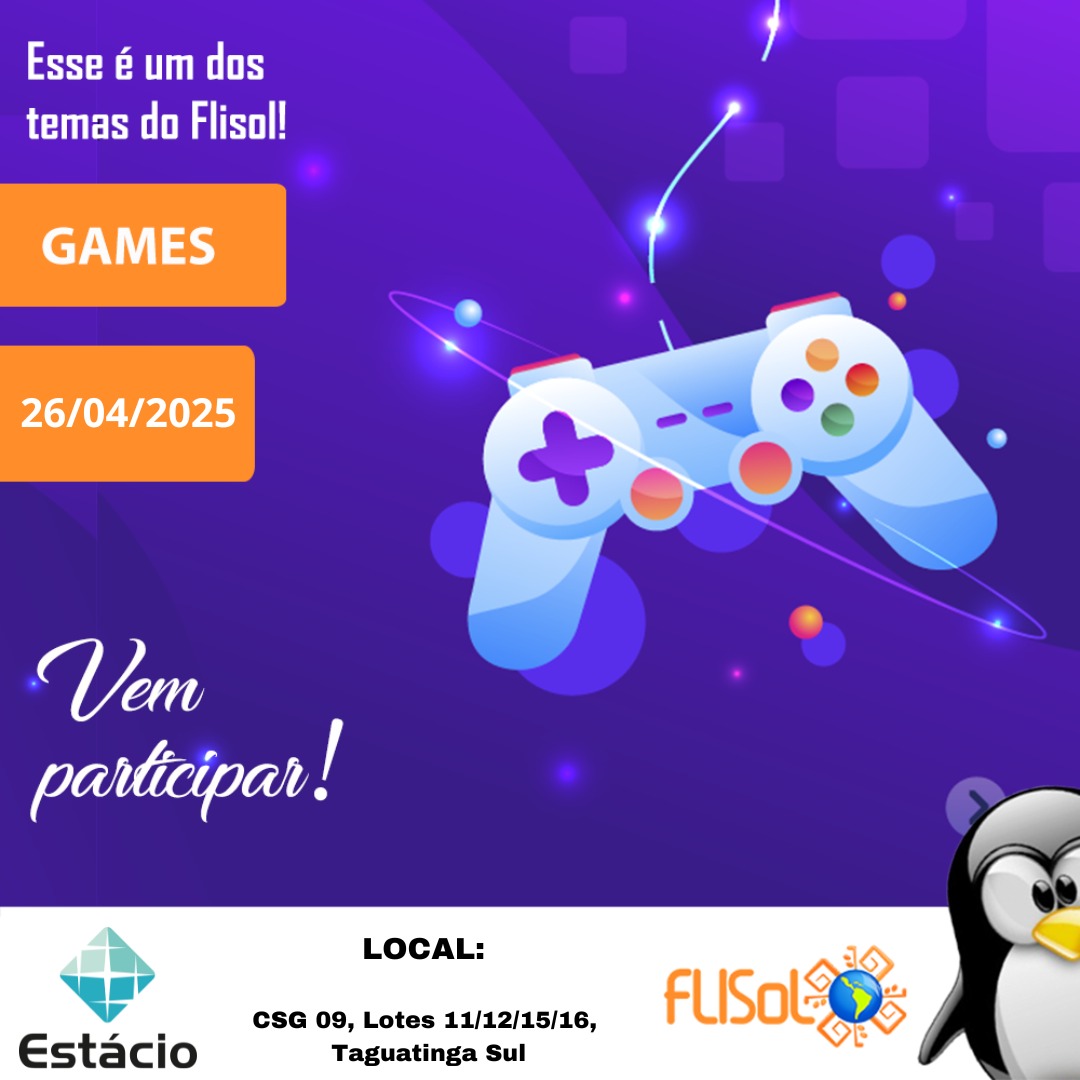 Esse é um dos
temas do Flisol!
GAMES
26/04/2025
Vem
participar!
LOCAL:
CSG 09, Lotes 11/12/15/16,
Taguatinga Sul
Estácio
FLISoL